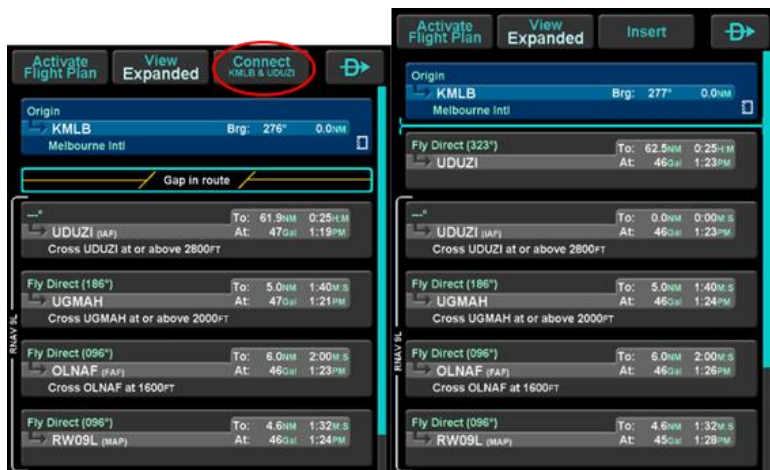 Activate
Flight Plan
View
Expanded
Connect
KMLB & UDUZI
Origin
KMLB
Brg: 276° 0.0NM
Melbourne Intl
Gap in route
---°
To: 61.9NM 0:25H:M
UDUZI (IAF)
At: 47Gal 1:19PM
Cross UDUZI at or above 2800FT
Fly Direct (186°)
To: 5.0NM 1:40M:S
UGMAH
At: 47Gal 1:21PM
Cross UGMAH at or above 2000FT
Fly Direct (096°)
To: 6.0NM 2:00M:S
OLNAF (FAF)
At: 46Gal 1:23PM
Cross OLNAF at 1600FT
Fly Direct (096°)
To: 4.6NM 1:32M:S
RW09L (MAP)
At: 46Gal 1:24PM
RNAV 9L
Activate
Flight Plan
View
Expanded
Insert
Origin
KMLB
Brg: 277° 0.0NM
Melbourne Intl
Fly Direct (323°)
To: 62.5NM 0:25H:M
UDUZI
At: 46Gal 1:23PM
---°
To: 0.0NM 0:00M:S
UDUZI (IAF)
At: 46Gal 1:23PM
Cross UDUZI at or above 2800FT
Fly Direct (186°)
To: 5.0NM 1:40M:S
UGMAH
At: 46Gal 1:24PM
Cross UGMAH at or above 2000FT
Fly Direct (096°)
To: 6.0NM 2:00M:S
OLNAF (FAF)
At: 46Gal 1:26PM
Cross OLNAF at 1600FT
Fly Direct (096°)
To: 4.6NM 1:32M:S
RW09L (MAP)
At: 45Gal 1:28PM
RNAV 9L